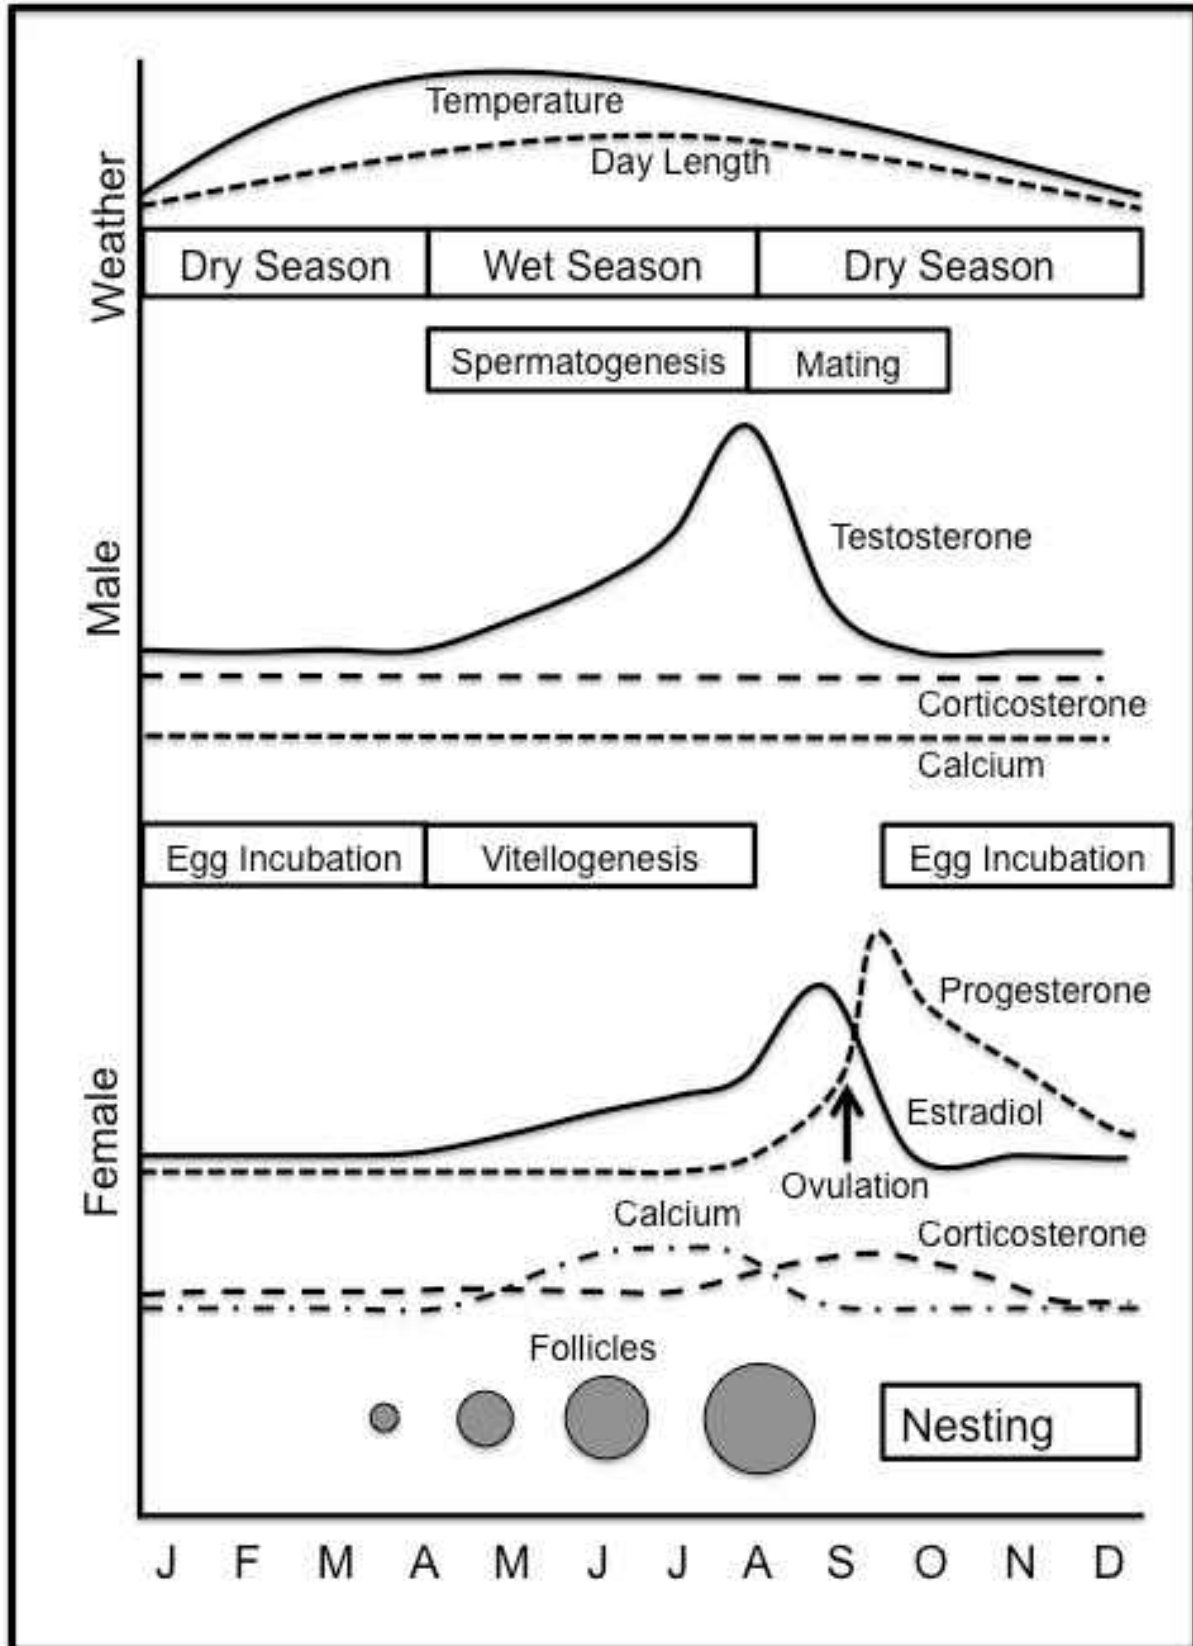 Weather
Temperature
Day Length
Dry Season Wet Season Dry Season
Spermatogenesis Mating
Male
Testosterone
Corticosterone
Calcium
Egg Incubation Vitellogenesis Egg Incubation
Female
Progesterone
Estradiol
Ovulation
Calcium
Corticosterone
Follicles
Nesting
J F M A M J J A S O N D